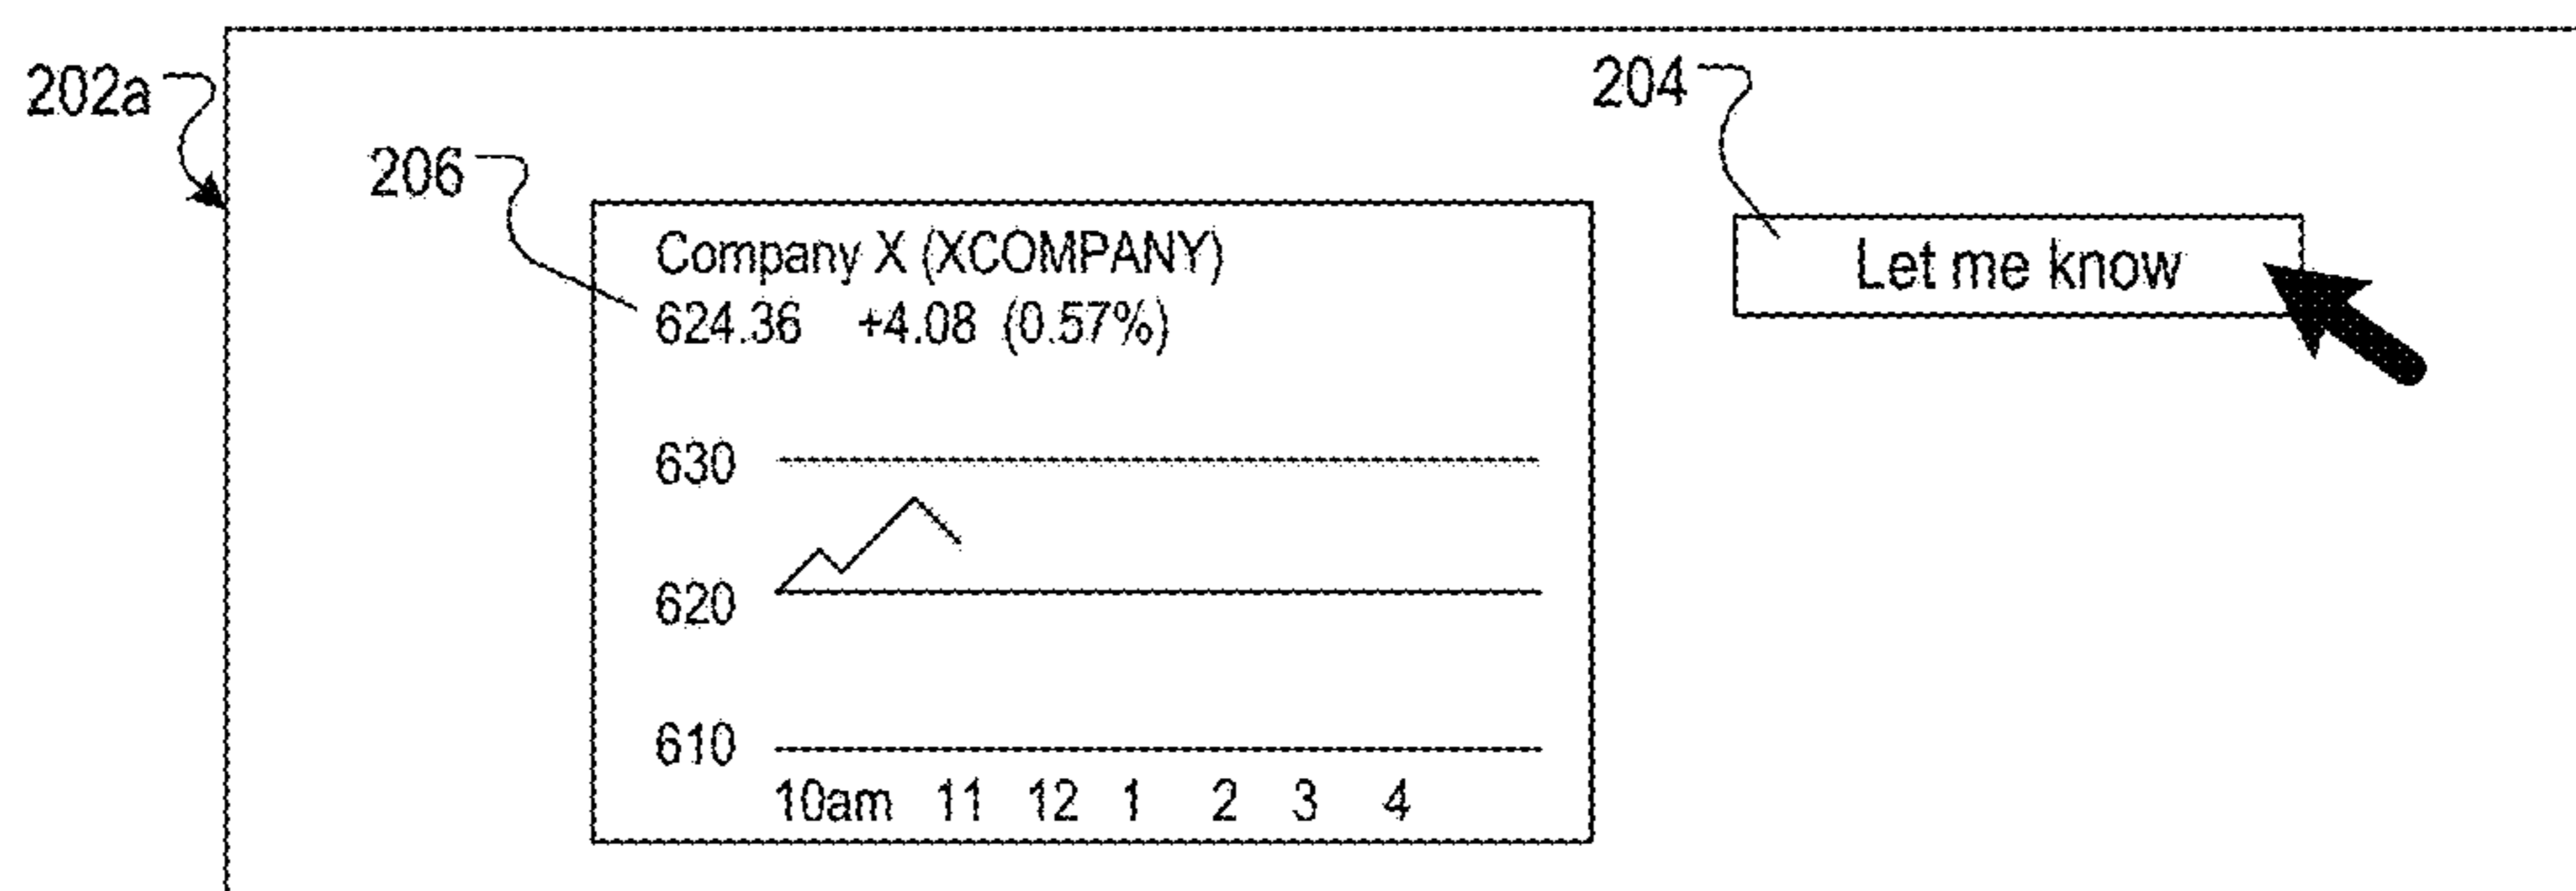 202a
204
206
Company X (XCOMPANY)
Let me know
624.36 +4.08 (0.57%)
630
620
610
10am 11 12 1 2 3 4